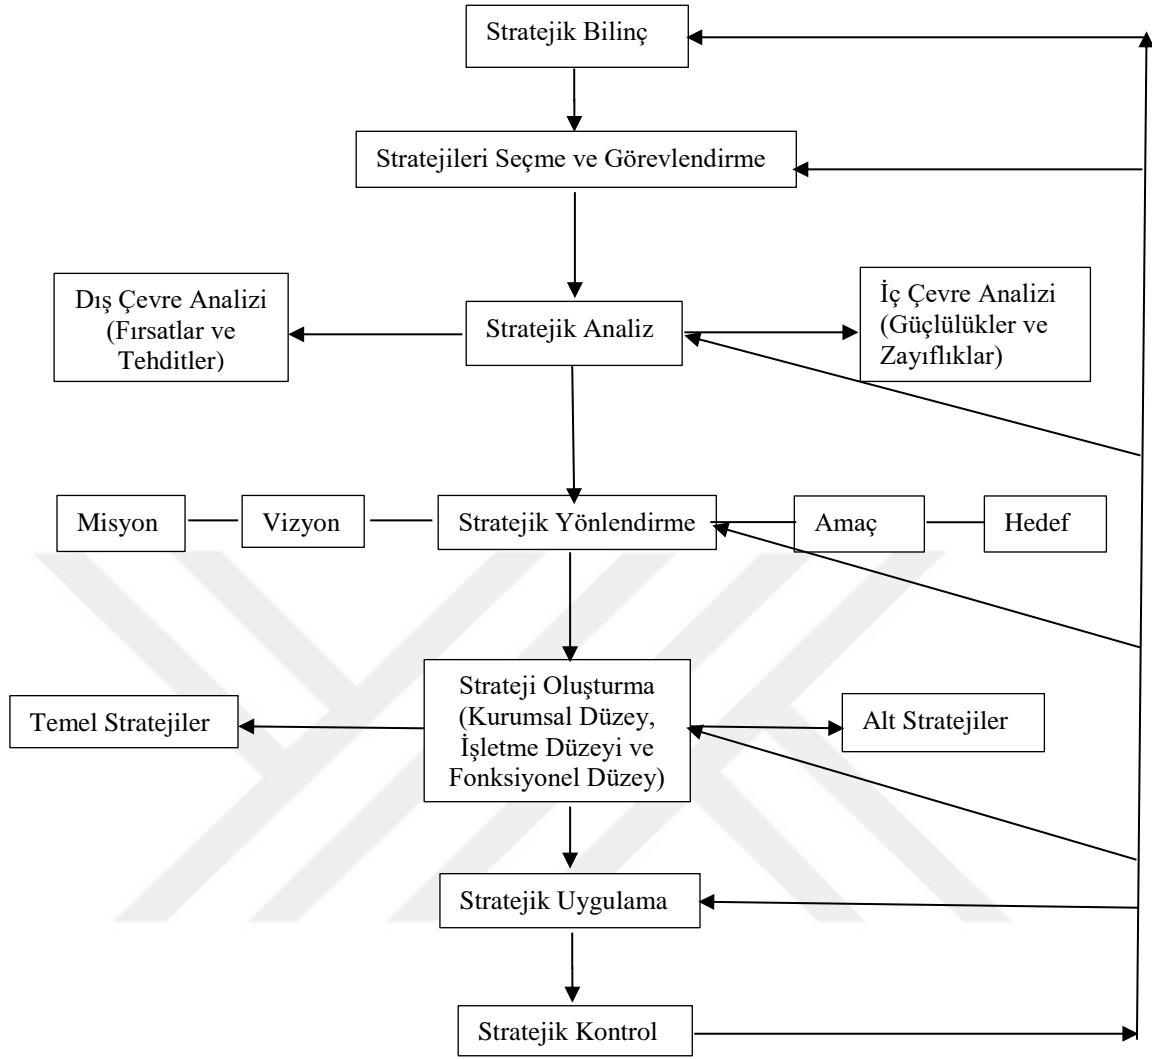 Stratejik Bilinç
Stratejileri Seçme ve Görevlendirme
Dış Çevre Analizi
(Fırsatlar ve
Tehditler)
Stratejik Analiz
İç Çevre Analizi
(Güçlülükler ve
Zayıflıklar)
Misyon
Vizyon
Stratejik Yönlendirme
Amaç
Hedef
Temel Stratejiler
Strateji Oluşturma
(Kurumsal Düzey,
İşletme Düzeyi ve
Fonksiyonel Düzey)
Alt Stratejiler
Stratejik Uygulama
Stratejik Kontrol